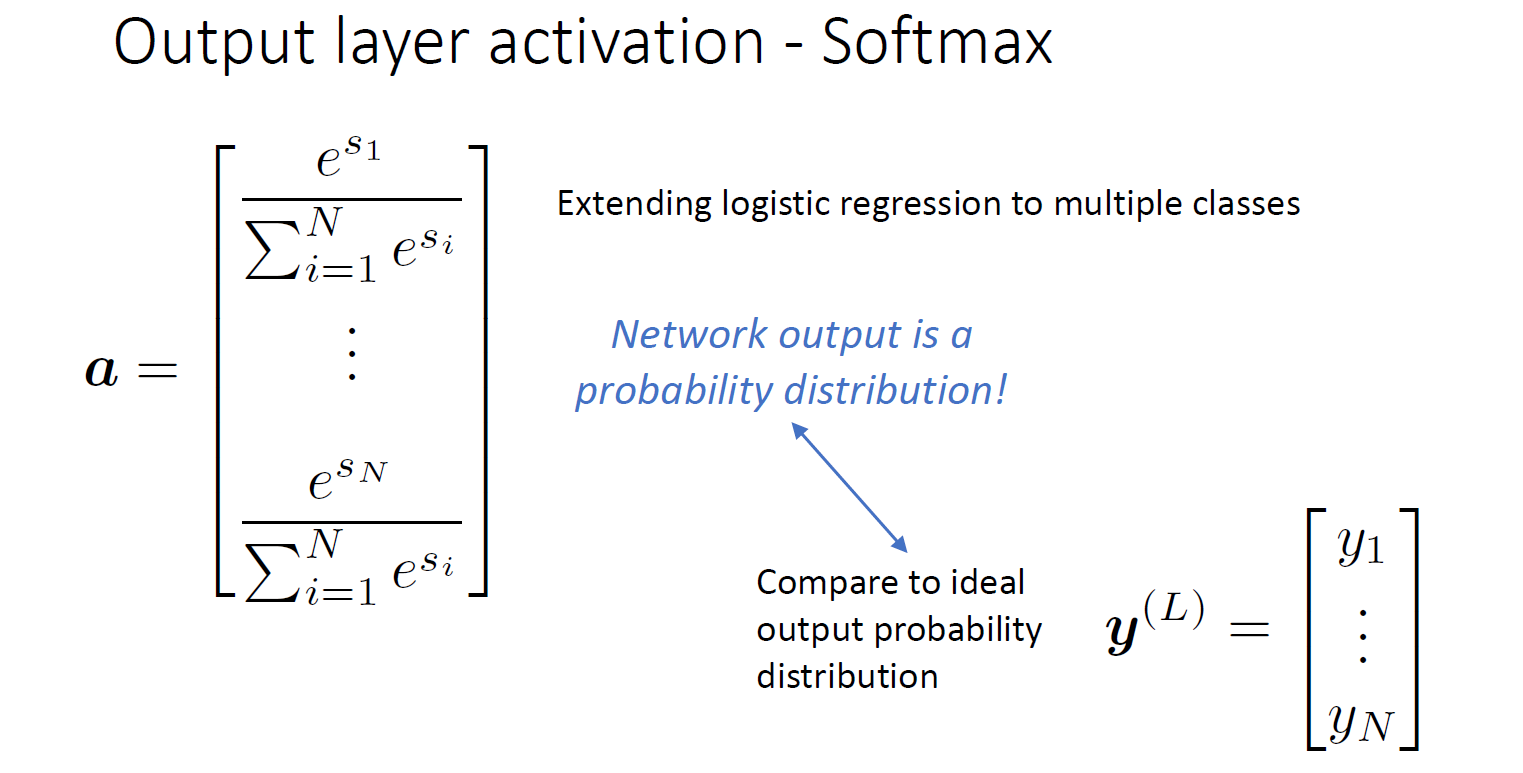 Output layer activation - Softmax
Extending logistic regression to multiple classes
a = [ e^{s_1} / ∑_{i=1}^{N} e^{s_i} ⋮ e^{s_N} / ∑_{i=1}^{N} e^{s_i} ]
Network output is a
probability distribution!
Compare to ideal
output probability
distribution
y^{(L)} = [ y_1 ⋮ y_N ]